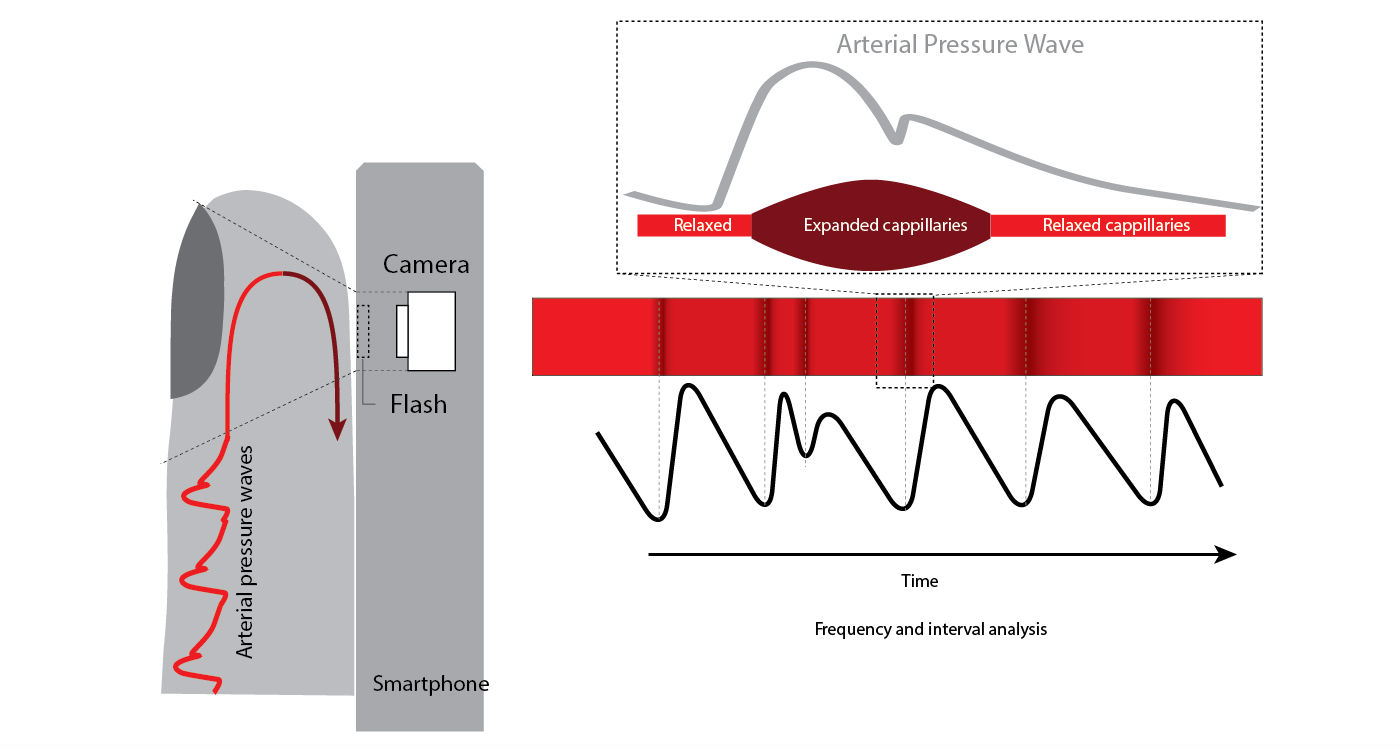 Camera
Flash
Arterial pressure waves
Smartphone
Arterial Pressure Wave
Relaxed
Expanded cappillaries
Relaxed cappillaries
Time
Frequency and interval analysis